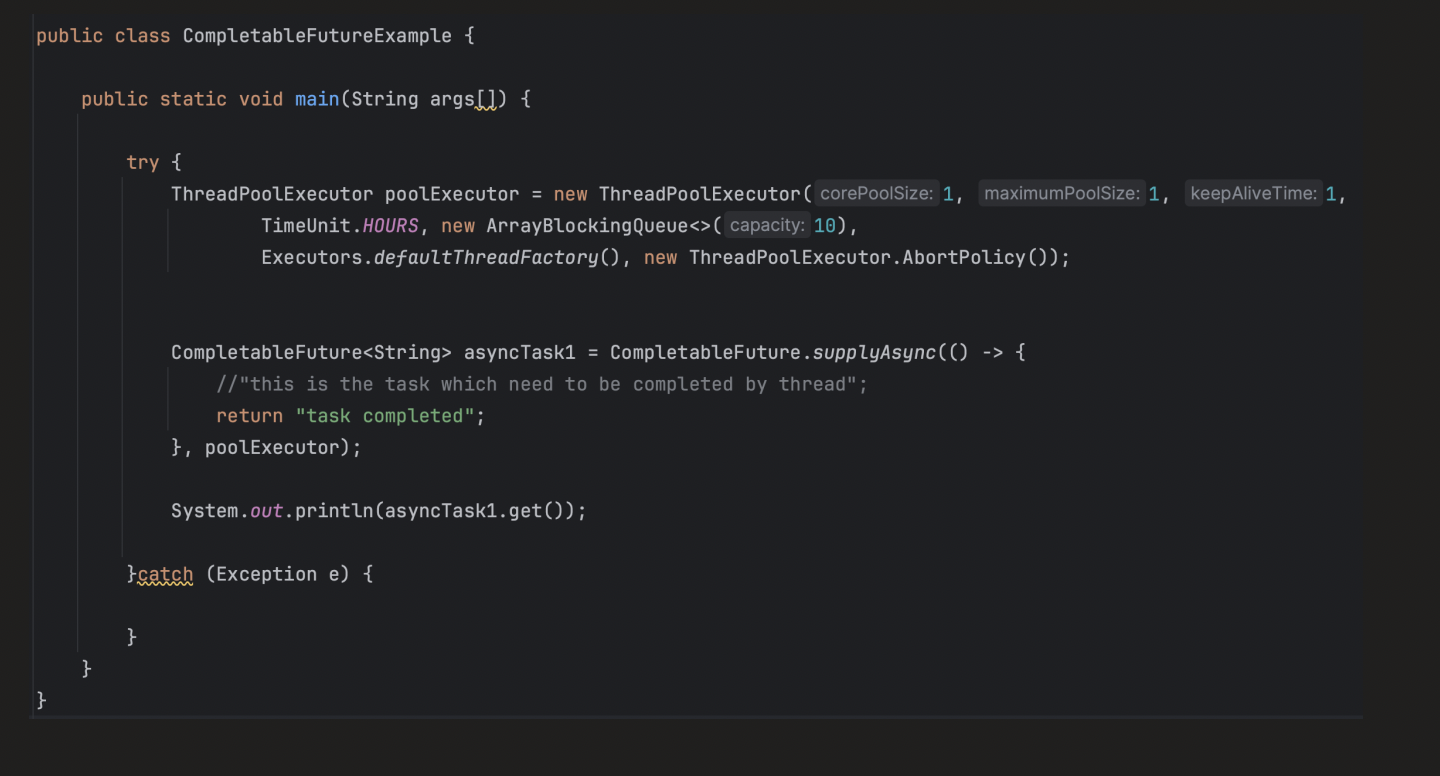 public class CompletableFutureExample {
public static void main(String args[]) {
try {
ThreadPoolExecutor poolExecutor = new ThreadPoolExecutor( corePoolSize: 1, maximumPoolSize: 1, keepAliveTime: 1,
TimeUnit.HOURS, new ArrayBlockingQueue<>( capacity: 10),
Executors.defaultThreadFactory(), new ThreadPoolExecutor.AbortPolicy());
CompletableFuture<String> asyncTask1 = CompletableFuture.supplyAsync(() -> {
//"this is the task which need to be completed by thread";
return "task completed";
}, poolExecutor);
System.out.println(asyncTask1.get());
}catch (Exception e) {
}
}
}